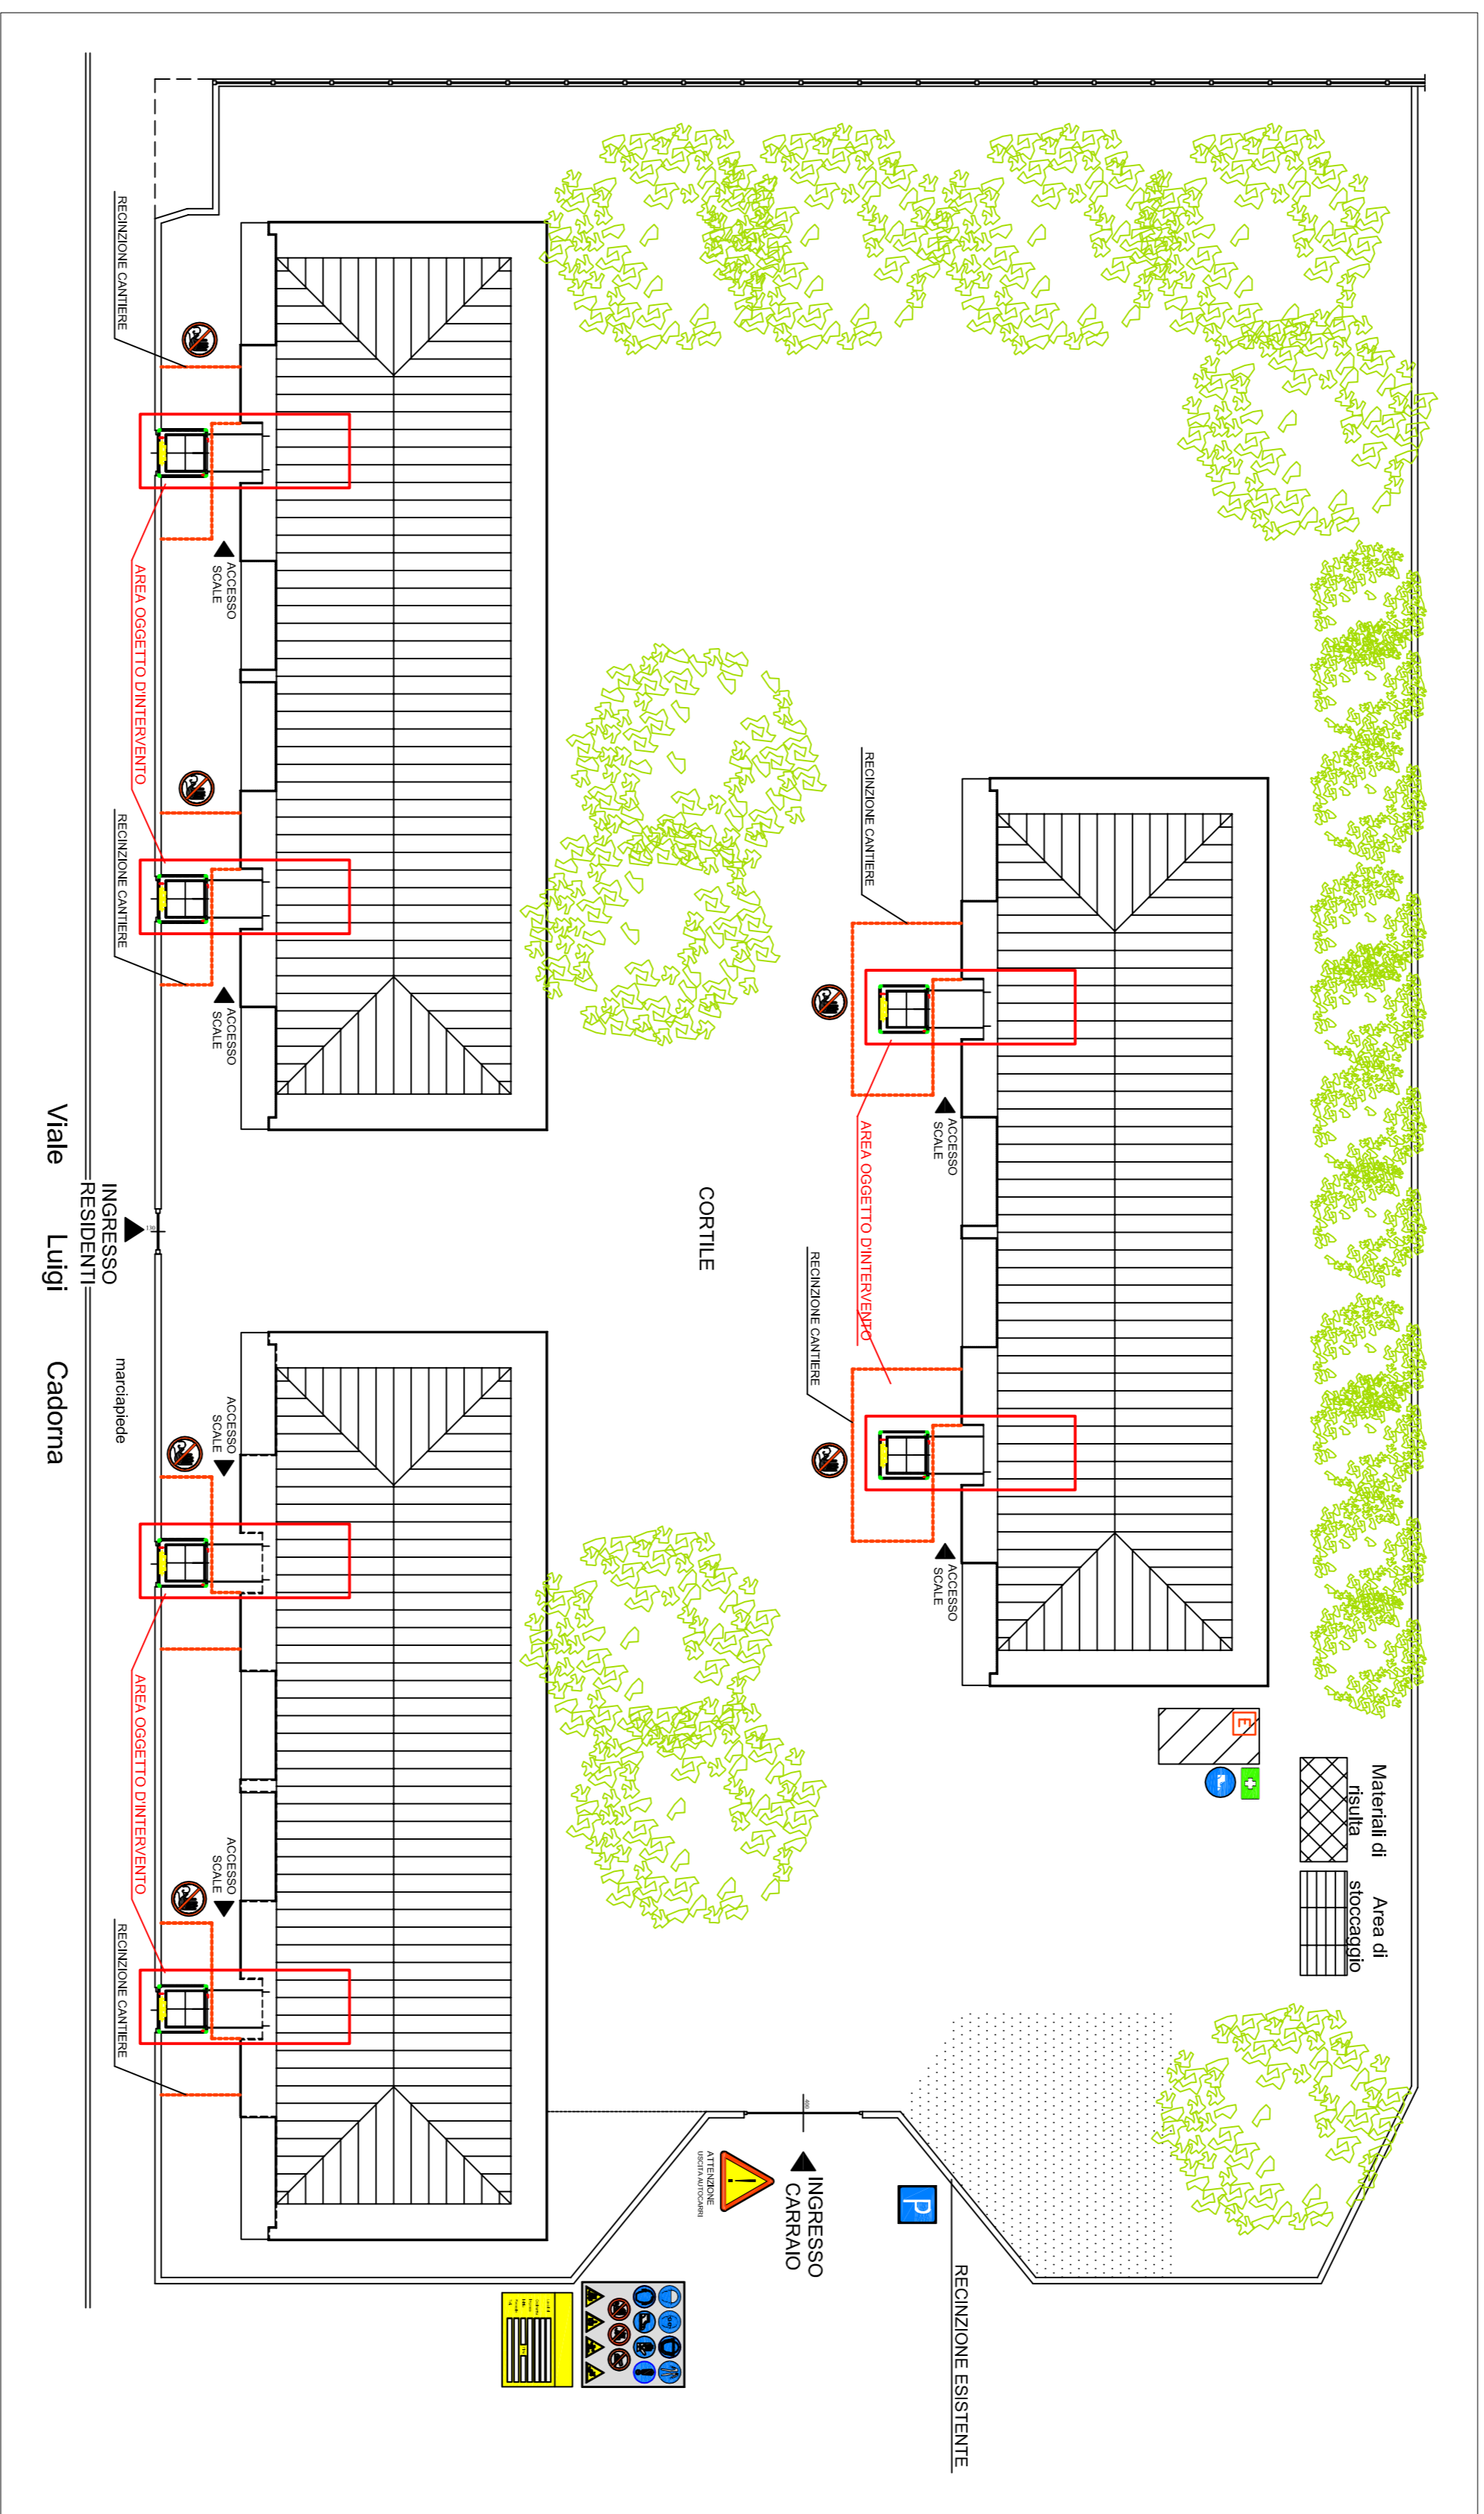 Materiali di
risulta
Area di
stoccaggio
E
RECINZIONE CANTIERE
ACCESSO
SCALE
AREA OGGETTO D'INTERVENTO
RECINZIONE CANTIERE
ACCESSO
SCALE
CORTILE
RECINZIONE ESISTENTE
P
INGRESSO
CARRAIO
ATTENZIONE
USCITA AUTOCARRI
ACCESSO
SCALE
ACCESSO
SCALE
ACCESSO
SCALE
ACCESSO
SCALE
RECINZIONE CANTIERE
AREA OGGETTO D'INTERVENTO
RECINZIONE CANTIERE
AREA OGGETTO D'INTERVENTO
RECINZIONE CANTIERE
INGRESSO
RESIDENTI
marciapiede
Viale Luigi Cadorna